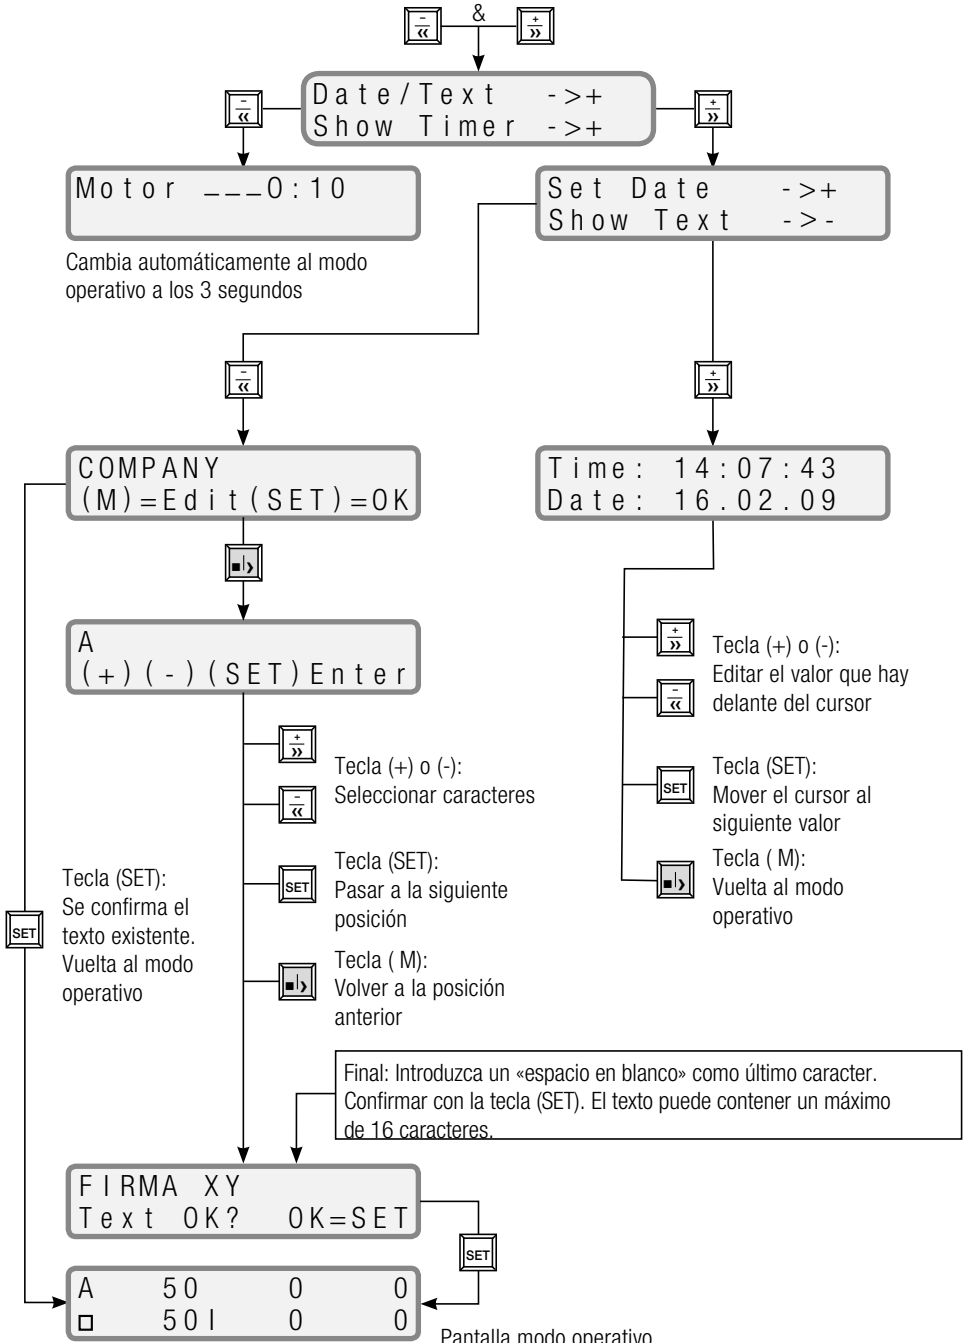 - «
&
+ »
Date/Text ->+
Show Timer ->+
- «
+ »
Motor ___0:10
Set Date ->+
Show Text ->-
Cambia automáticamente al modo
operativo a los 3 segundos
- «
+ »
COMPANY
(M)=Edit(SET)=OK
Time: 14:07:43
Date: 16.02.09
A
(+)(-)(SET)Enter
+ »
- «
Tecla (+) o (-):
Editar el valor que hay
delante del cursor
SET
Tecla (SET):
Mover el cursor al
siguiente valor
Tecla ( M):
Vuelta al modo
operativo
+ »
- «
Tecla (+) o (-):
Seleccionar caracteres
SET
Tecla (SET):
Pasar a la siguiente
posición
Tecla ( M):
Volver a la posición
anterior
SET
Tecla (SET):
Se confirma el
texto existente.
Vuelta al modo
operativo
Final: Introduzca un «espacio en blanco» como último caracter.
Confirmar con la tecla (SET). El texto puede contener un máximo
de 16 caracteres.
FIRMA XY
Text OK? OK=SET
SET
A 50 0 0
□ 50I 0 0
Pantalla modo operativo